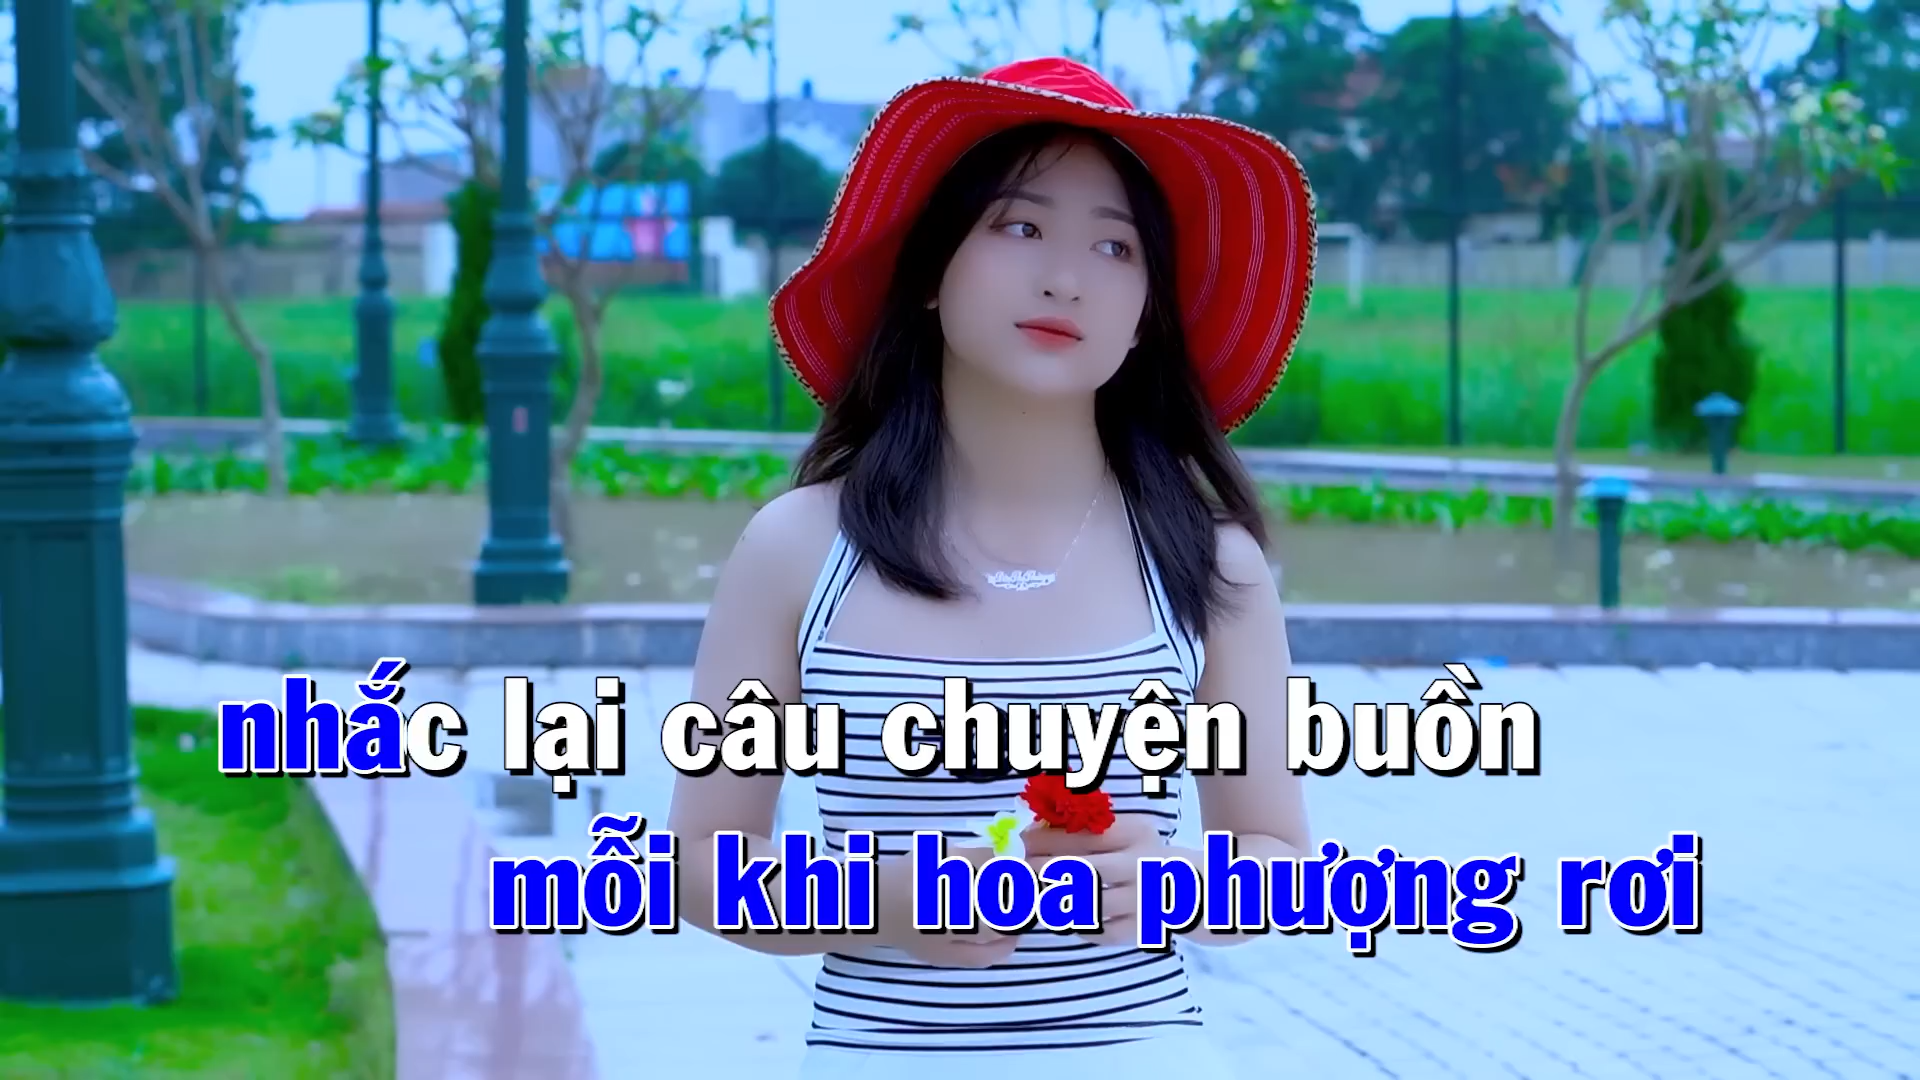 nhắc lại câu chuyện buồn
mỗi khi hoa phượng rơi